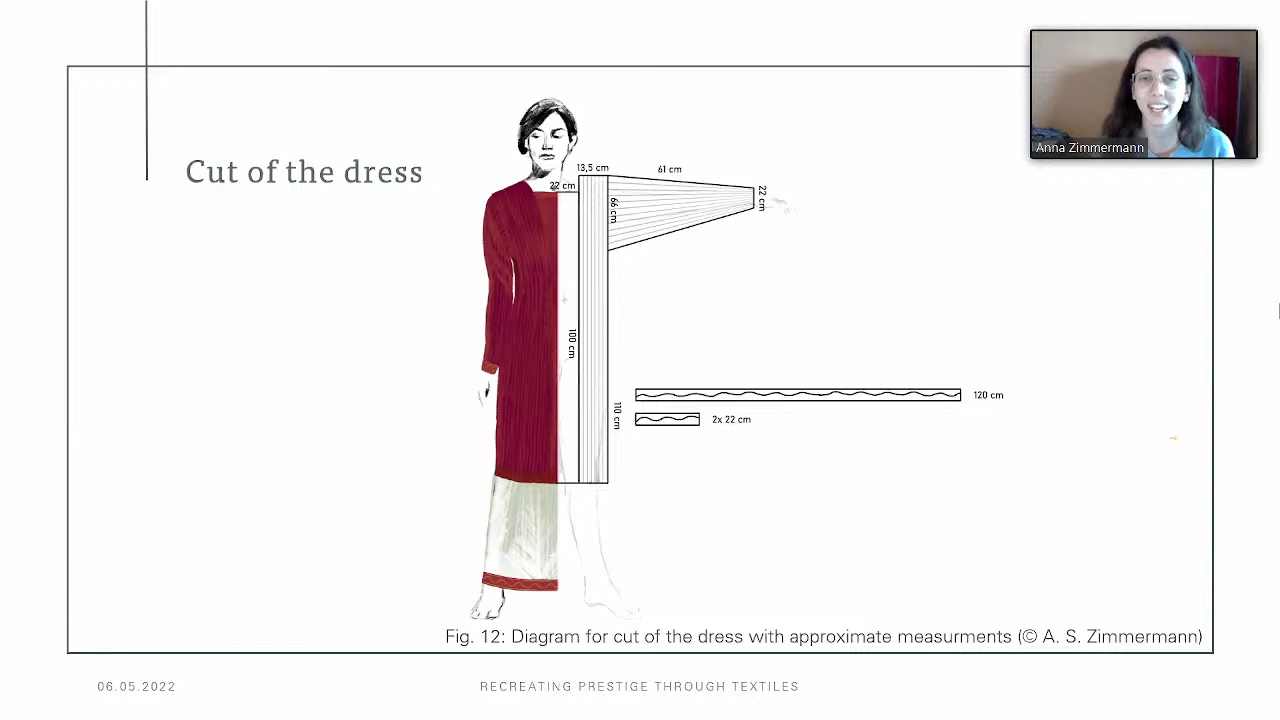 Anna Zimmermann
Cut of the dress
13,5 cm
61 cm
22 cm
22 cm
66 cm
100 cm
110 cm
120 cm
2x 22 cm
Fig. 12: Diagram for cut of the dress with approximate measurments (© A. S. Zimmermann)
06.05.2022
RECREATING PRESTIGE THROUGH TEXTILES